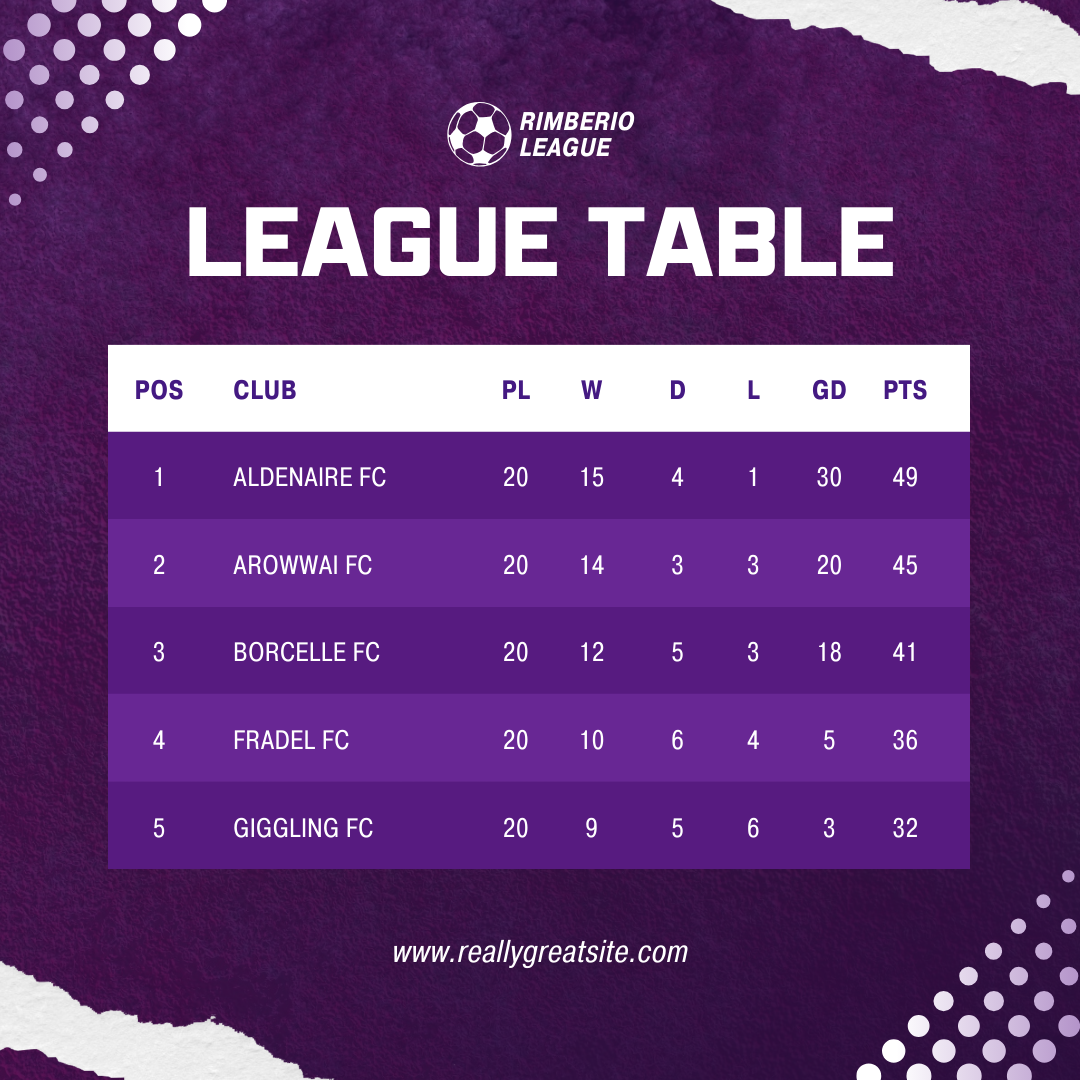 RIMBERIO
LEAGUE
LEAGUE TABLE
POS CLUB PL W D L GD PTS
1 ALDENAIRE FC 20 15 4 1 30 49
2 AROWWAI FC 20 14 3 3 20 45
3 BORCELLE FC 20 12 5 3 18 41
4 FRADEL FC 20 10 6 4 5 36
5 GIGGLING FC 20 9 5 6 3 32
www.reallygreatsite.com